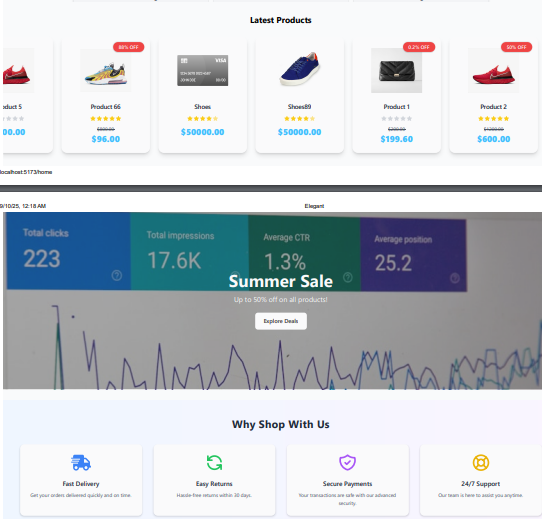 Latest Products
80% OFF
0.2% OFF
50% OFF
VISA
Product 66
Shoes
Shoes89
Product 1
Product 2
00.00
$96.00
$50000.00
$50000.00
$200.00
$199.60
$1200.00
$600.00
localhost:5173/home
9/10/25, 12:18 AM
Elegant
Total clicks
Total impressions
Average CTR
Average position
223
17.6K
1.3%
25.2
Summer Sale
Up to 50% off on all products!
Explore Deals
Why Shop With Us
Fast Delivery
Easy Returns
Secure Payments
24/7 Support
Get your orders delivered quickly and on time.
Hassle-free returns within 30 days.
Your transactions are safe with our advanced
security.
Our team is here to assist you anytime.